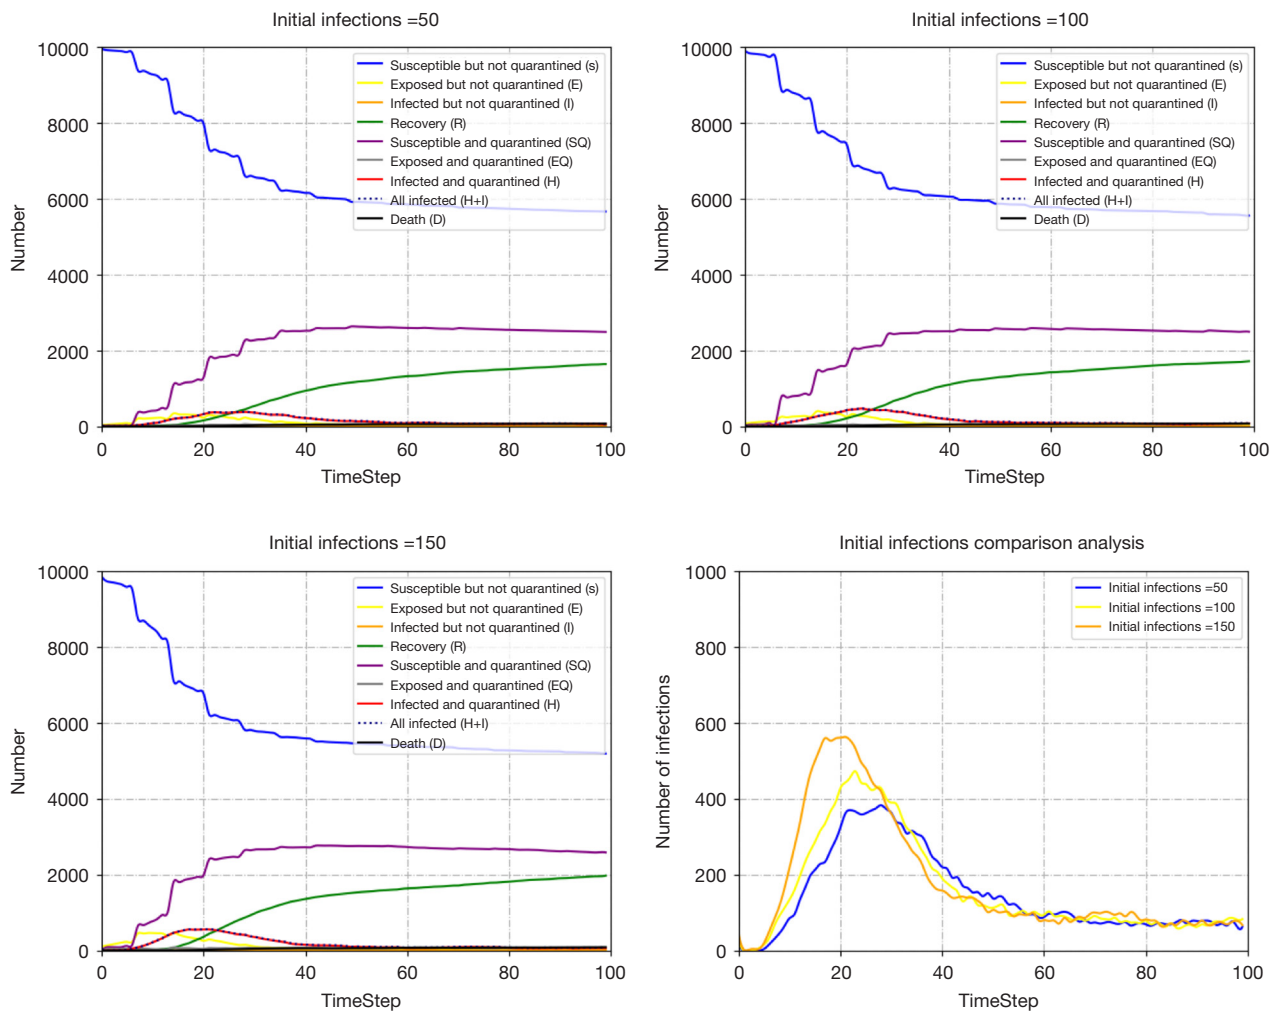 Initial infections =50
10000
8000
6000
4000
2000
0
Number
0 20 40 60 80 100
TimeStep
Susceptible but not quarantined (s)
Exposed but not quarantined (E)
Infected but not quarantined (I)
Recovery (R)
Susceptible and quarantined (SQ)
Exposed and quarantined (EQ)
Infected and quarantined (H)
All infected (H+I)
Death (D)
Initial infections =100
10000
8000
6000
4000
2000
0
Number
0 20 40 60 80 100
TimeStep
Susceptible but not quarantined (s)
Exposed but not quarantined (E)
Infected but not quarantined (I)
Recovery (R)
Susceptible and quarantined (SQ)
Exposed and quarantined (EQ)
Infected and quarantined (H)
All infected (H+I)
Death (D)
Initial infections =150
10000
8000
6000
4000
2000
0
Number
0 20 40 60 80 100
TimeStep
Susceptible but not quarantined (s)
Exposed but not quarantined (E)
Infected but not quarantined (I)
Recovery (R)
Susceptible and quarantined (SQ)
Exposed and quarantined (EQ)
Infected and quarantined (H)
All infected (H+I)
Death (D)
Initial infections comparison analysis
1000
800
600
400
200
0
Number of infections
0 20 40 60 80 100
TimeStep
Initial infections =50
Initial infections =100
Initial infections =150